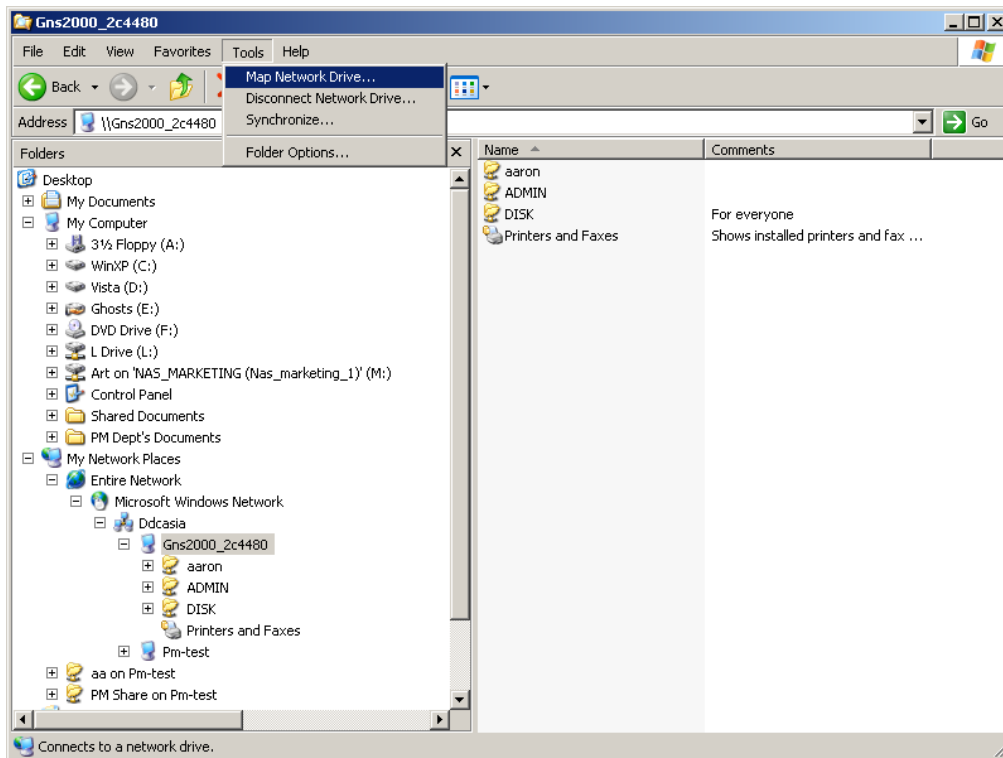 Gns2000_2c4480
File Edit View Favorites Tools Help
Back
Map Network Drive...
Disconnect Network Drive...
Synchronize...
Folder Options...
Address \\Gns2000_2c4480 Go
Folders
Desktop
My Documents
My Computer
3½ Floppy (A:)
WinXP (C:)
Vista (D:)
Ghosts (E:)
DVD Drive (F:)
L Drive (L:)
Art on 'NAS_MARKETING (Nas_marketing_1)' (M:)
Control Panel
Shared Documents
PM Dept's Documents
My Network Places
Entire Network
Microsoft Windows Network
Ddcasia
Gns2000_2c4480
aaron
ADMIN
DISK
Printers and Faxes
Pm-test
aa on Pm-test
PM Share on Pm-test
Name Comments
aaron
ADMIN
DISK For everyone
Printers and Faxes Shows installed printers and fax ...
Connects to a network drive.